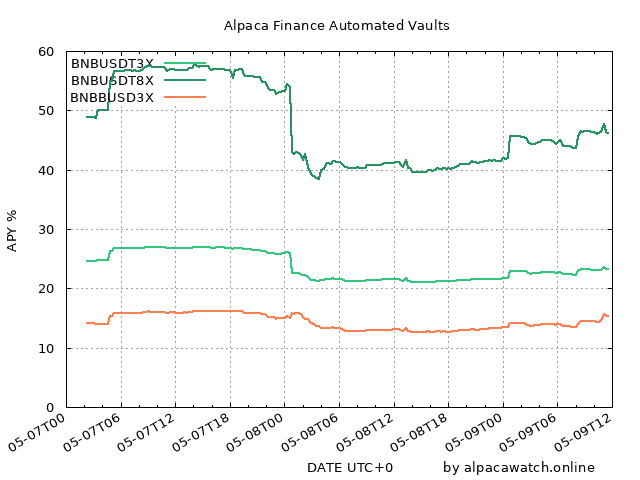 Alpaca Finance Automated Vaults
60
50
40
30
20
10
0
APY %
BNBUSDT3X
BNBUSDT8X
BNBBUSD3X
05-07T00
05-07T06
05-07T12
05-07T18
05-08T00
05-08T06
05-08T12
05-08T18
05-09T00
05-09T06
05-09T12
DATE UTC+0
by alpacawatch.online